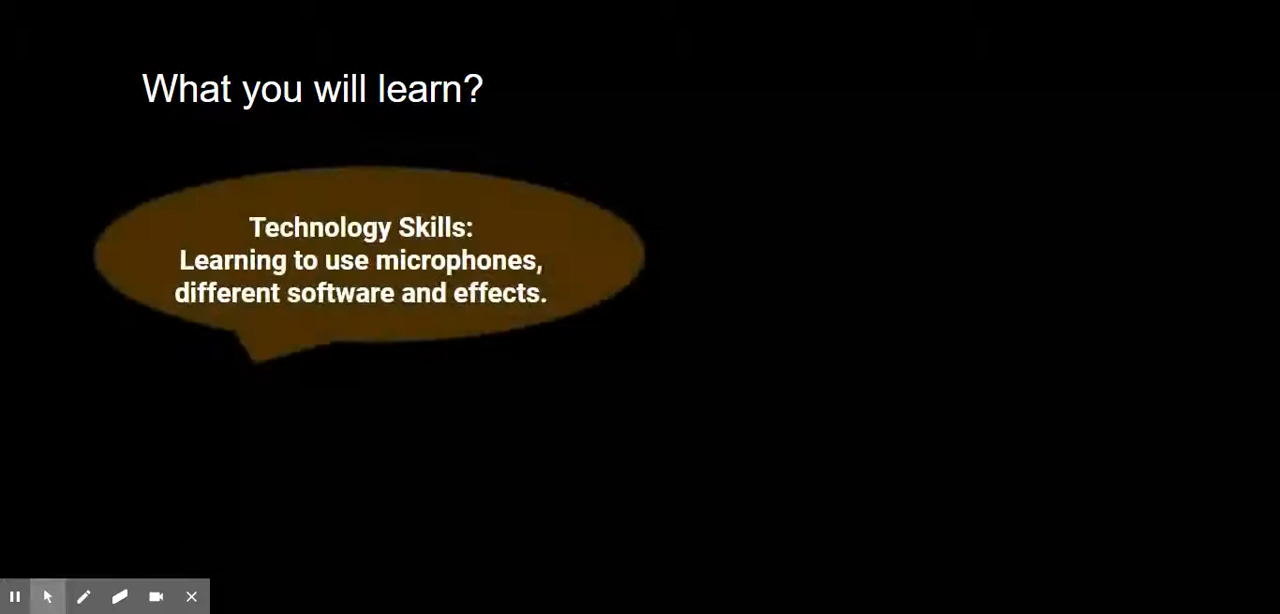 What you will learn?
Technology Skills:
Learning to use microphones,
different software and effects.